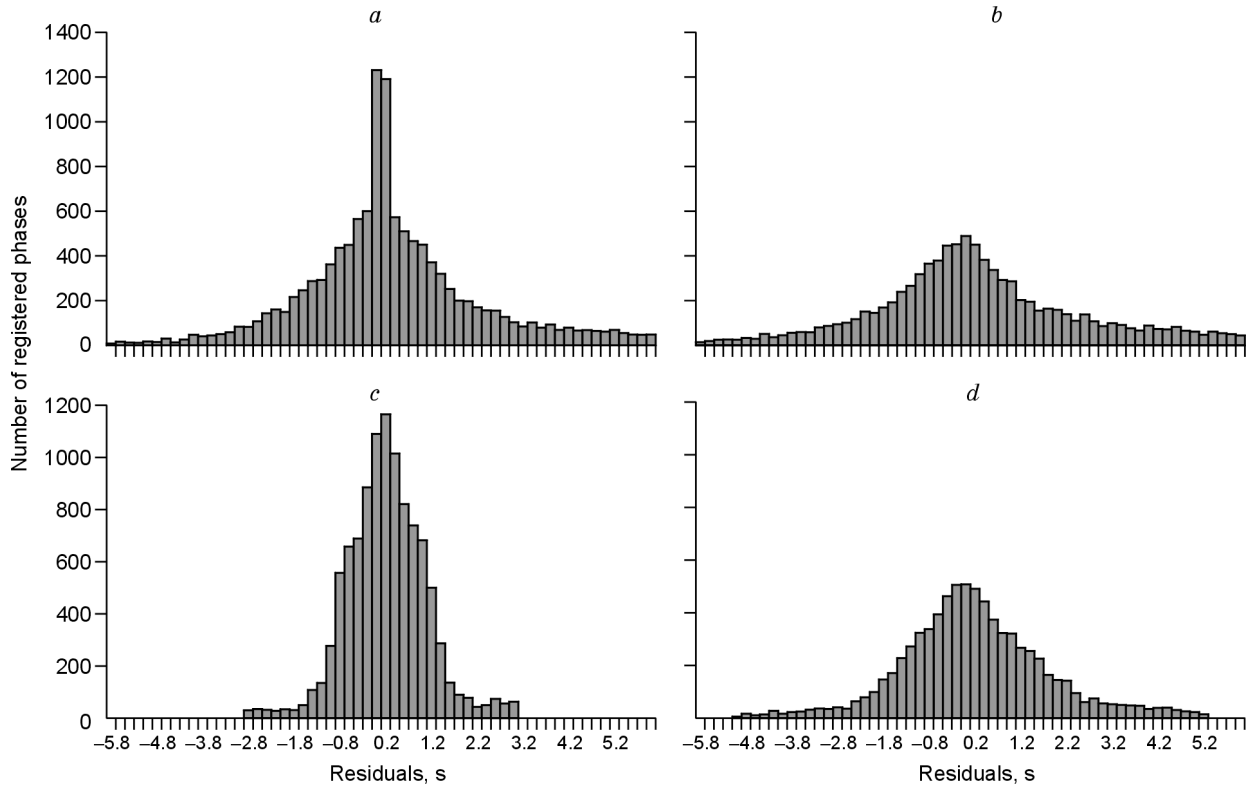 a
b
1400
1200
1000
800
600
400
200
0
Number of registered phases
c
d
1200
1000
800
600
400
200
0
–5.8 –4.8 –3.8 –2.8 –1.8 –0.8 0.2 1.2 2.2 3.2 4.2 5.2
–5.8 –4.8 –3.8 –2.8 –1.8 –0.8 0.2 1.2 2.2 3.2 4.2 5.2
Residuals, s
Residuals, s